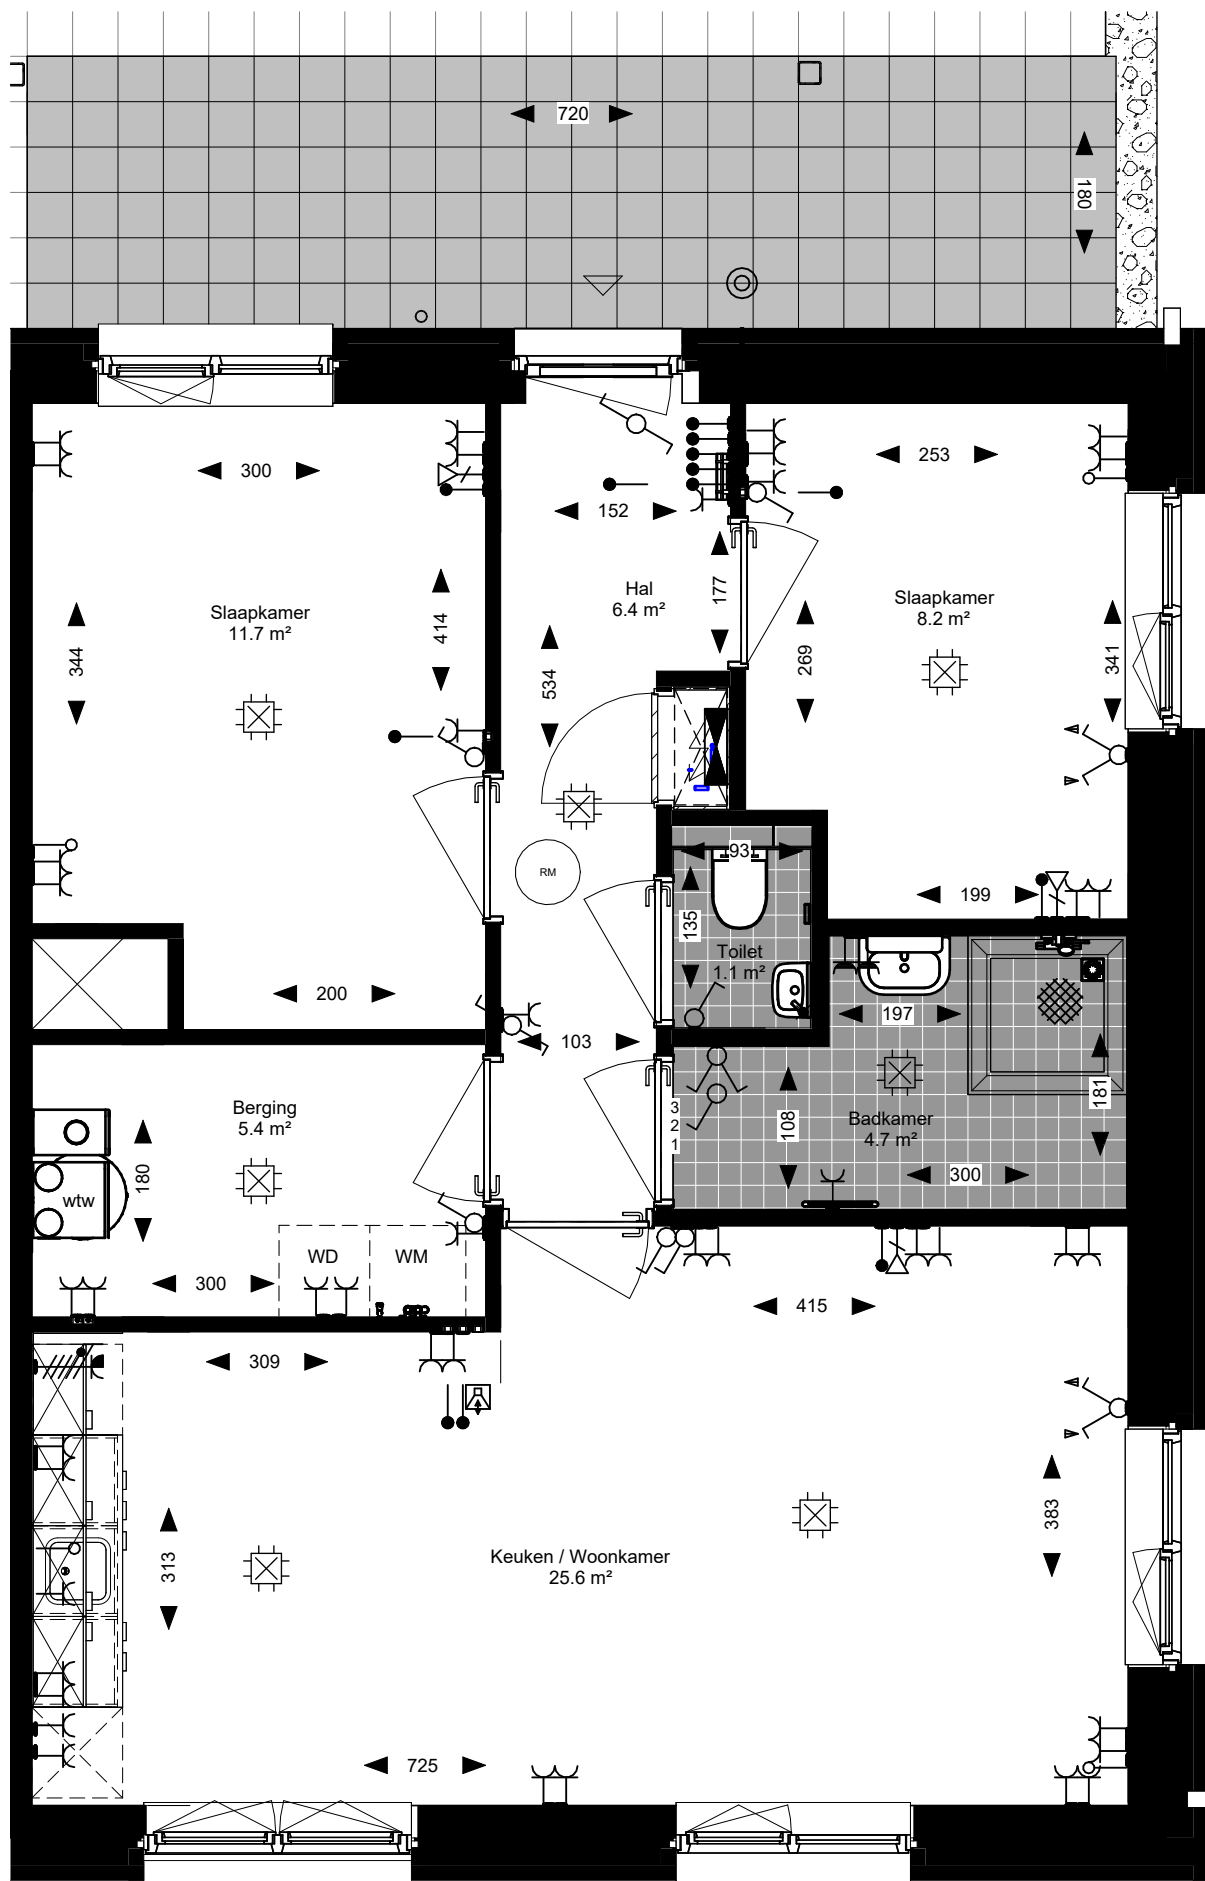 720
180
300
253
152
177
Hal
6.4 m²
Slaapkamer
11.7 m²
Slaapkamer
8.2 m²
344
414
534
269
341
93
RM
135
199
Toilet
1.1 m²
200
197
103
3
2
1
108
181
Badkamer
4.7 m²
Berging
5.4 m²
180
wtw
300
WD
WM
300
415
309
383
313
Keuken / Woonkamer
25.6 m²
725